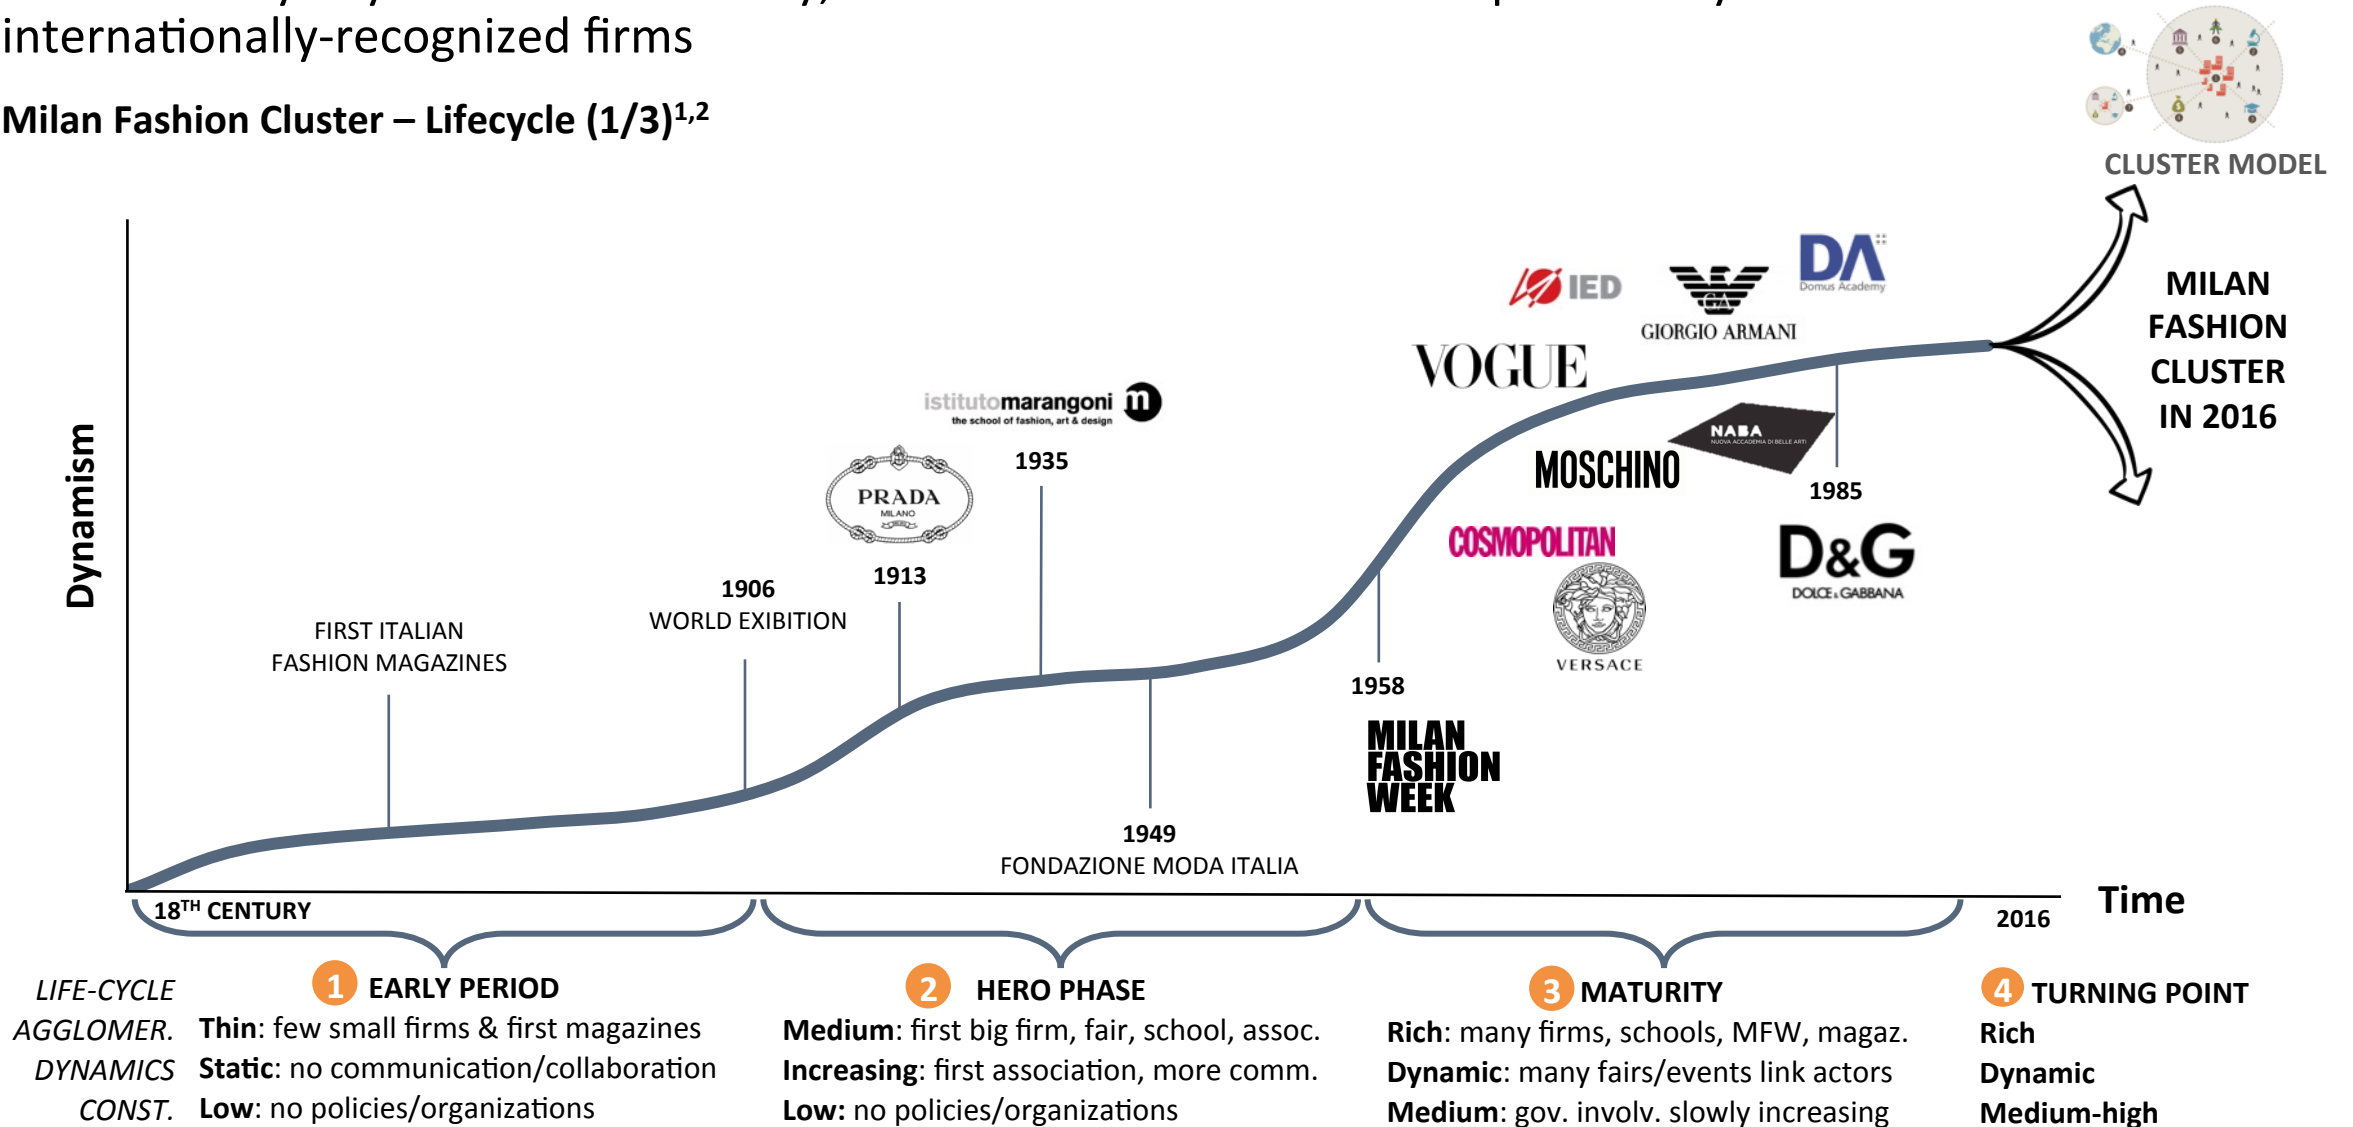 internationally-recognized firms
Milan Fashion Cluster – Lifecycle (1/3)1,2
CLUSTER MODEL
MILAN
FASHION
CLUSTER
IN 2016
Dynamism
FIRST ITALIAN
FASHION MAGAZINES
1906
WORLD EXIBITION
PRADA
MILANO
1913
istitutomarangoni m
the school of fashion, art & design
1935
1949
FONDAZIONE MODA ITALIA
1958
MILAN
FASHION
WEEK
IED
GA
GIORGIO ARMANI
DA
Domus Academy
VOGUE
NABA
NUOVA ACCADEMIA DI BELLE ARTI
MOSCHINO
1985
COSMOPOLITAN
VERSACE
D&G
DOLCE & GABBANA
18TH CENTURY
2016
Time
LIFE-CYCLE
1 EARLY PERIOD
2 HERO PHASE
3 MATURITY
4 TURNING POINT
AGGLOMER.
Thin: few small firms & first magazines
Medium: first big firm, fair, school, assoc.
Rich: many firms, schools, MFW, magaz.
Rich
DYNAMICS
Static: no communication/collaboration
Increasing: first association, more comm.
Dynamic: many fairs/events link actors
Dynamic
CONST.
Low: no policies/organizations
Low: no policies/organizations
Medium: gov. involv. slowly increasing
Medium-high